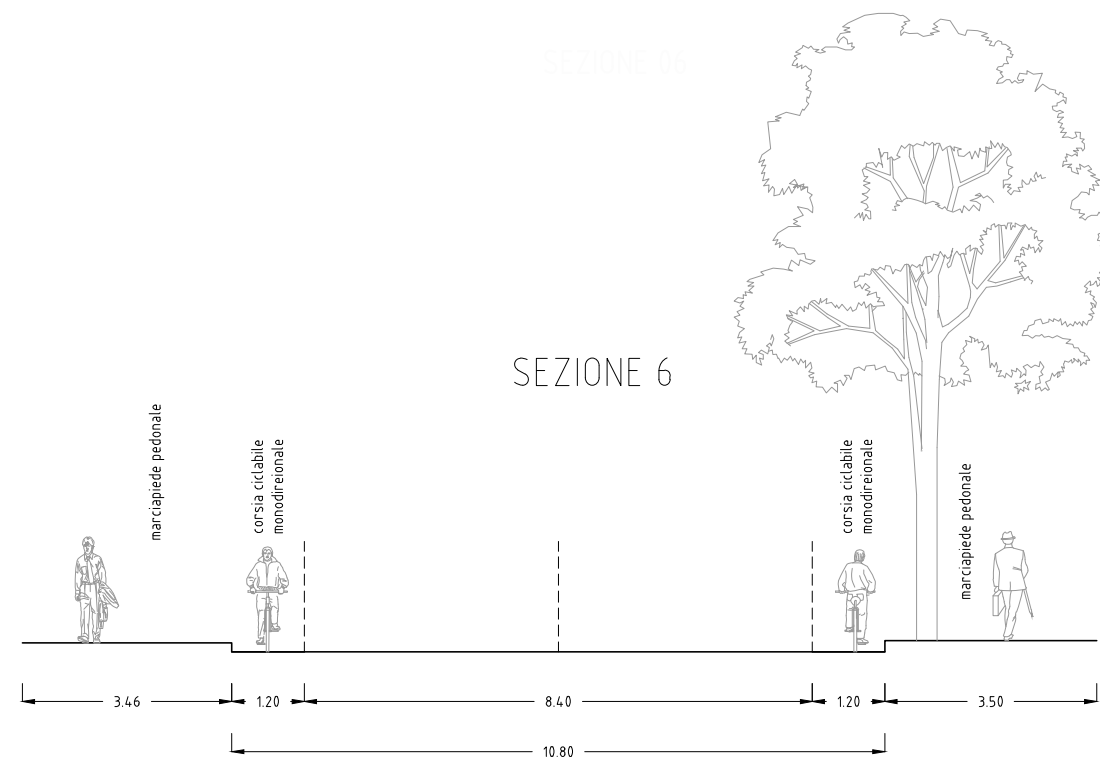 SEZIONE 06
SEZIONE 6
marciapiede pedonale
corsia ciclabile
monodireionale
corsia ciclabile
monodireionale
marciapiede pedonale
3.46
1.20
8.40
1.20
3.50
10.80